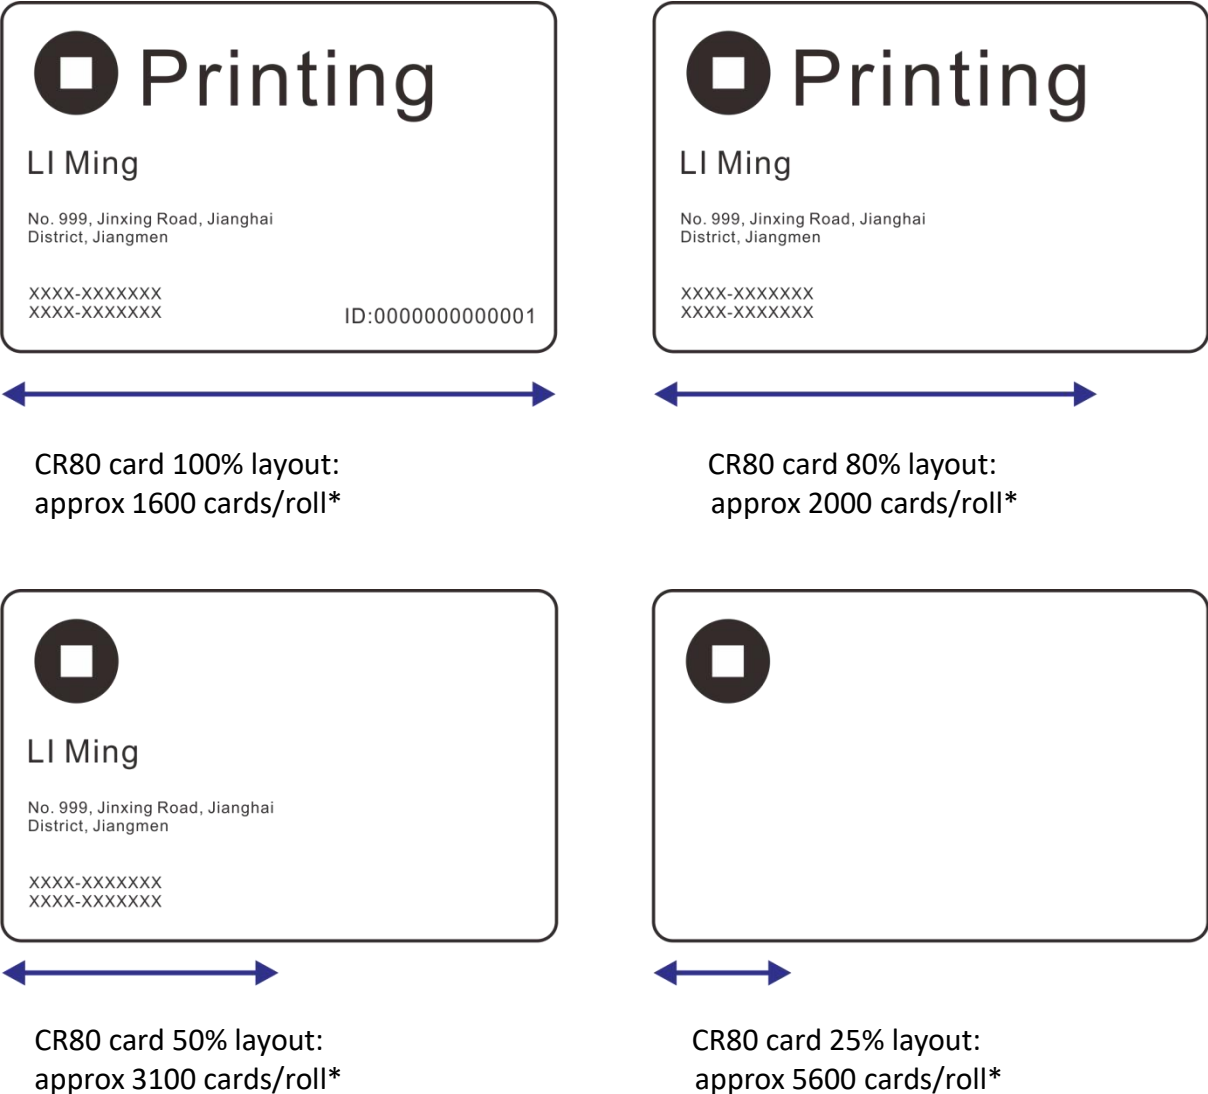 Printing
LI Ming
No. 999, Jinxing Road, Jianghai
District, Jiangmen
XXXX-XXXXXXX
XXXX-XXXXXXX
ID:0000000000001
CR80 card 100% layout:
approx 1600 cards/roll*
Printing
LI Ming
No. 999, Jinxing Road, Jianghai
District, Jiangmen
XXXX-XXXXXXX
XXXX-XXXXXXX
CR80 card 80% layout:
approx 2000 cards/roll*
LI Ming
No. 999, Jinxing Road, Jianghai
District, Jiangmen
XXXX-XXXXXXX
XXXX-XXXXXXX
CR80 card 50% layout:
approx 3100 cards/roll*
CR80 card 25% layout:
approx 5600 cards/roll*